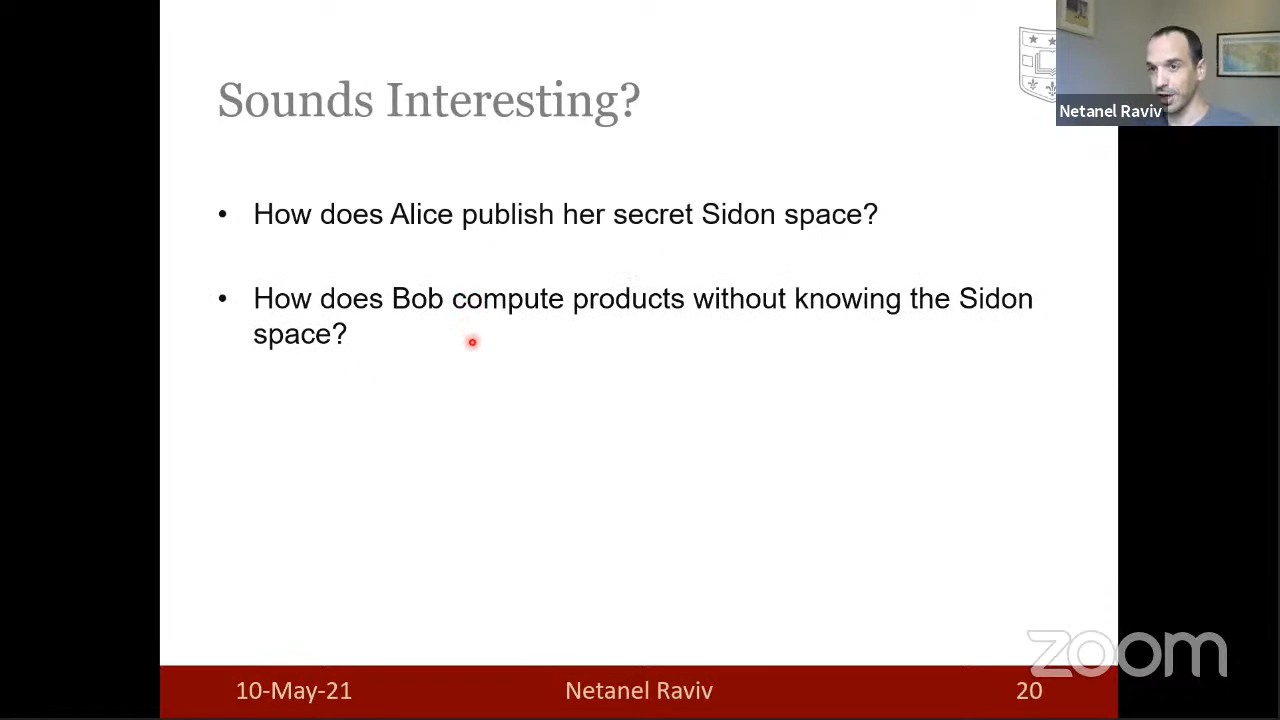 Sounds Interesting?
Netanel Raviv
• How does Alice publish her secret Sidon space?
• How does Bob compute products without knowing the Sidon
space?
zoom
10-May-21
Netanel Raviv
20